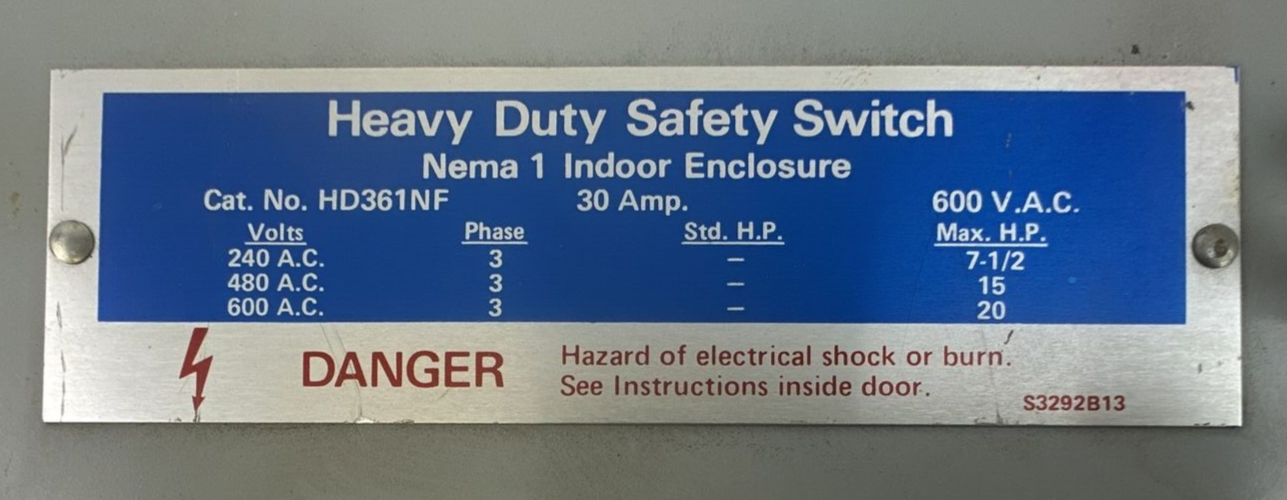 Heavy Duty Safety Switch
Nema 1 Indoor Enclosure
Cat. No. HD361NF 30 Amp. 600 V.A.C.
Volts Phase Std. H.P. Max. H.P.
240 A.C. 3 — 7-1/2
480 A.C. 3 — 15
600 A.C. 3 — 20
DANGER
Hazard of electrical shock or burn.
See Instructions inside door.
S3292B13